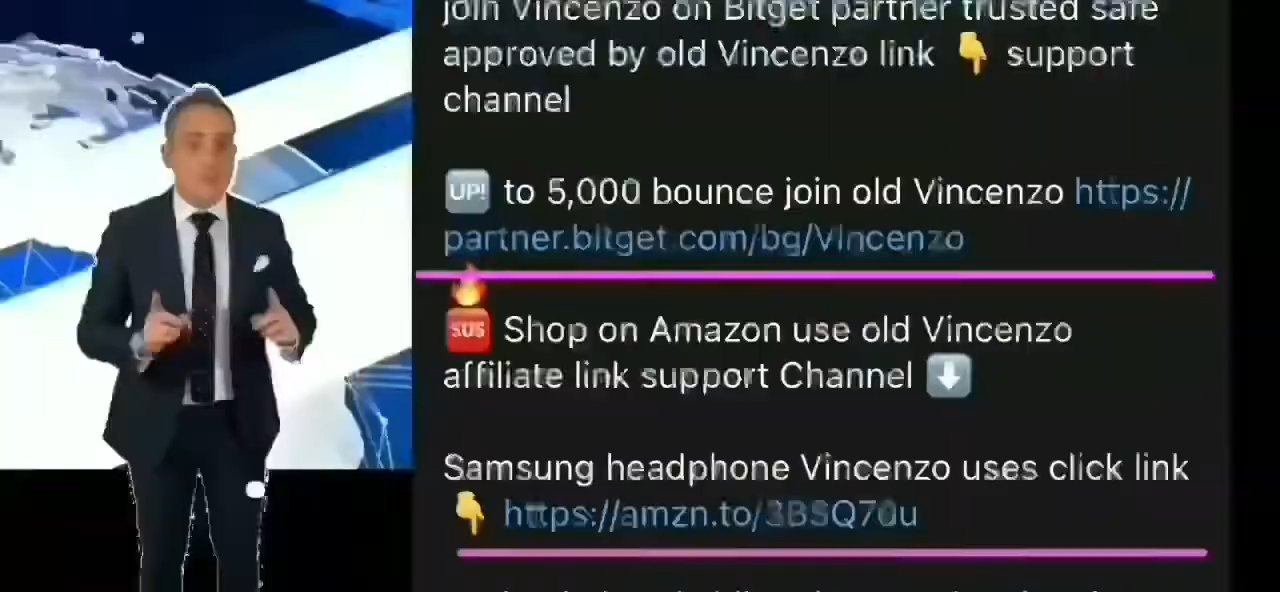 join Vincenzo on Bitget partner trusted safe
approved by old Vincenzo link 👇 support
channel
UP! to 5,000 bounce join old Vincenzo https://
partner.bitget.com/bg/Vincenzo
SOS Shop on Amazon use old Vincenzo
affiliate link support Channel ⬇️
Samsung headphone Vincenzo uses click link
👇 https://amzn.to/3BSQ70u